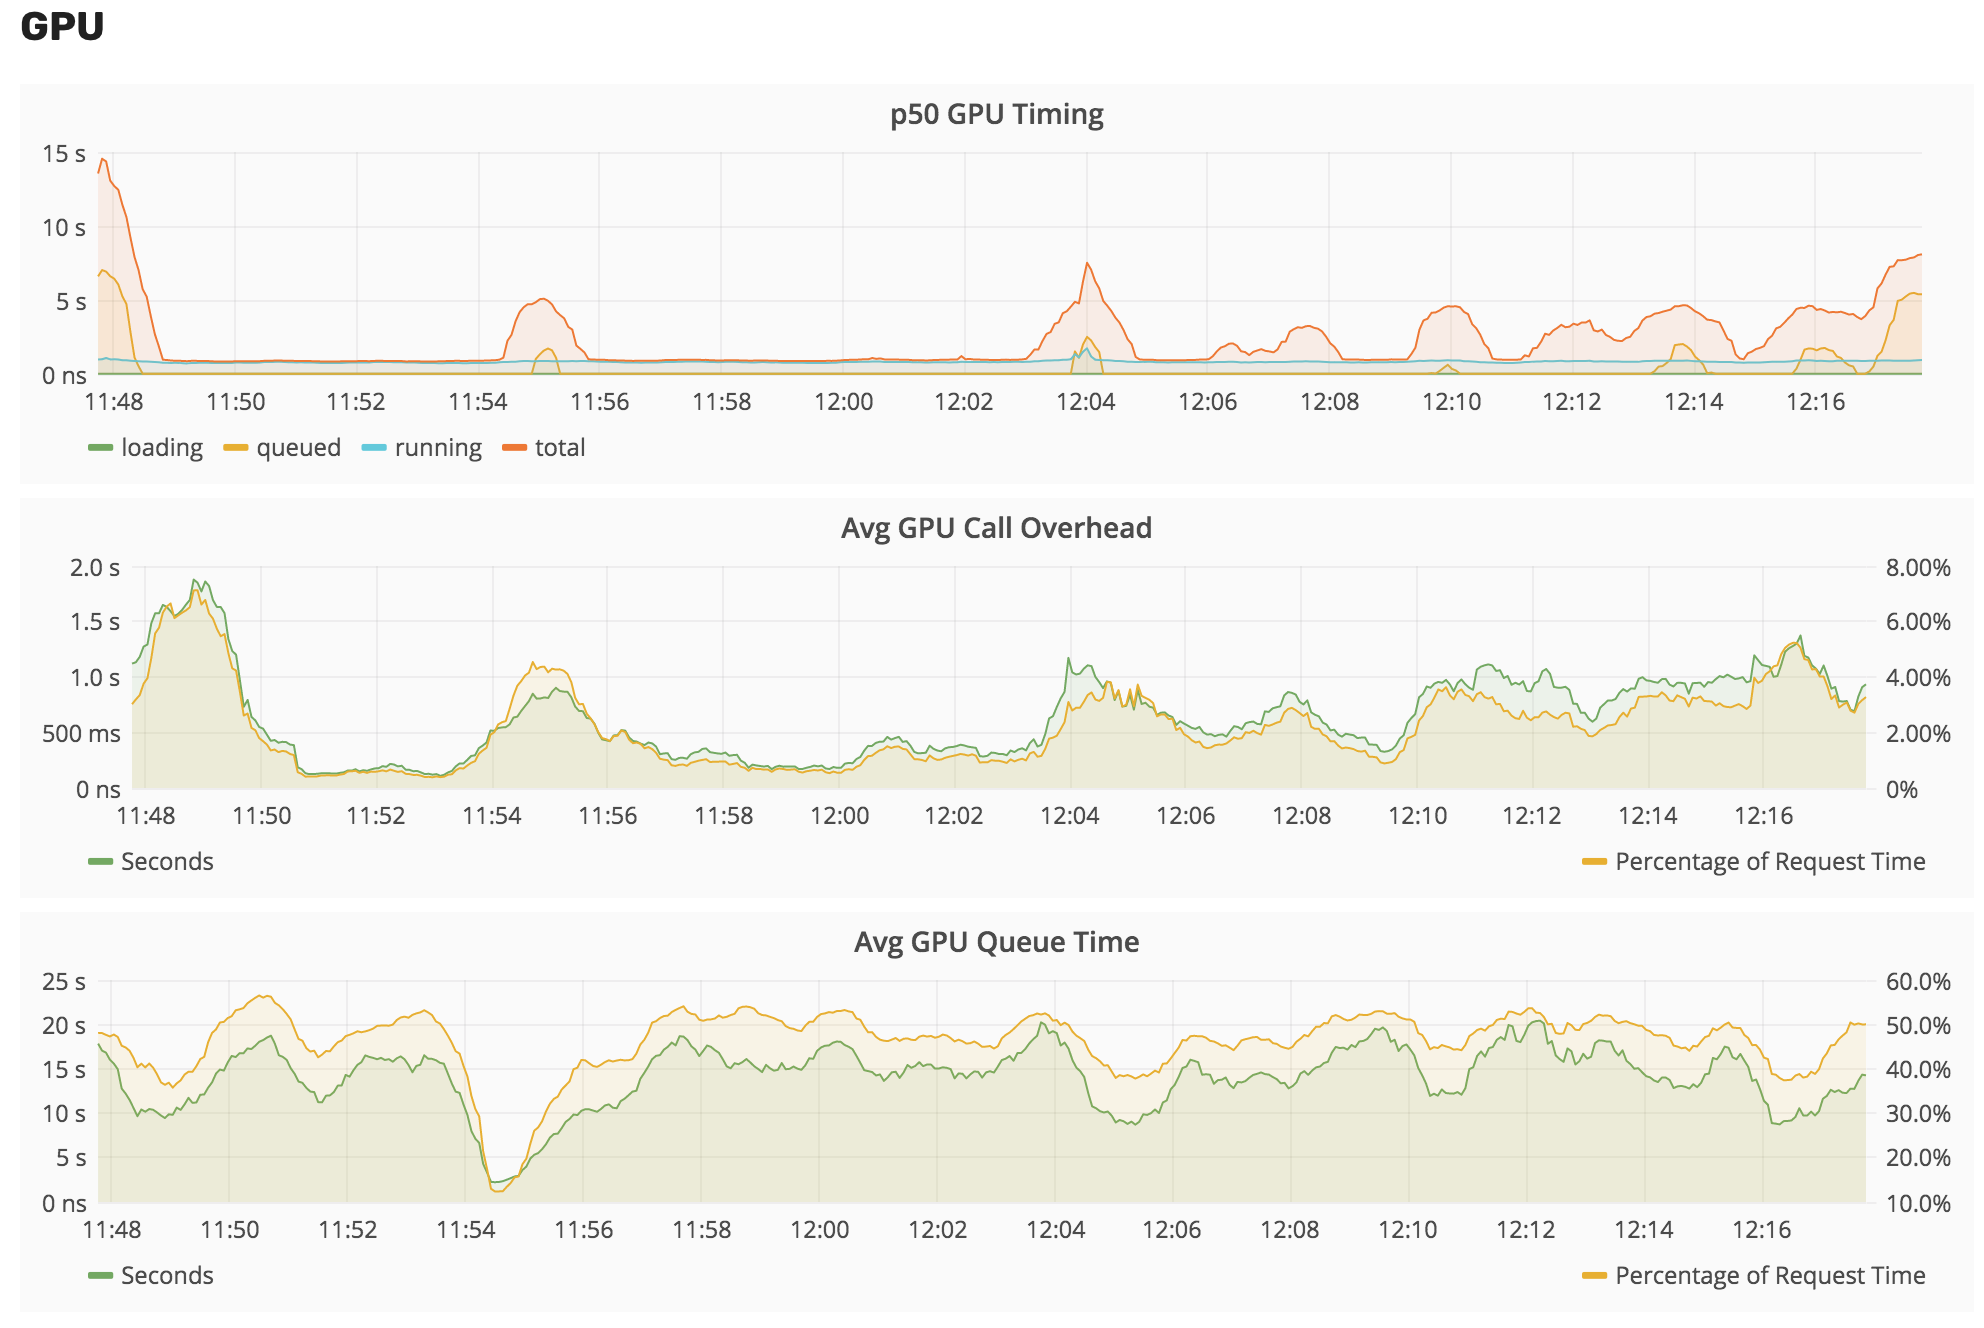 GPU
p50 GPU Timing
15 s
10 s
5 s
0 ns
11:48 11:50 11:52 11:54 11:56 11:58 12:00 12:02 12:04 12:06 12:08 12:10 12:12 12:14 12:16
loading queued running total
Avg GPU Call Overhead
2.0 s 8.00%
1.5 s 6.00%
1.0 s 4.00%
500 ms 2.00%
0 ns 0%
11:48 11:50 11:52 11:54 11:56 11:58 12:00 12:02 12:04 12:06 12:08 12:10 12:12 12:14 12:16
Seconds Percentage of Request Time
Avg GPU Queue Time
25 s 60.0%
20 s 50.0%
15 s 40.0%
10 s 30.0%
5 s 20.0%
0 ns 10.0%
11:48 11:50 11:52 11:54 11:56 11:58 12:00 12:02 12:04 12:06 12:08 12:10 12:12 12:14 12:16
Seconds Percentage of Request Time